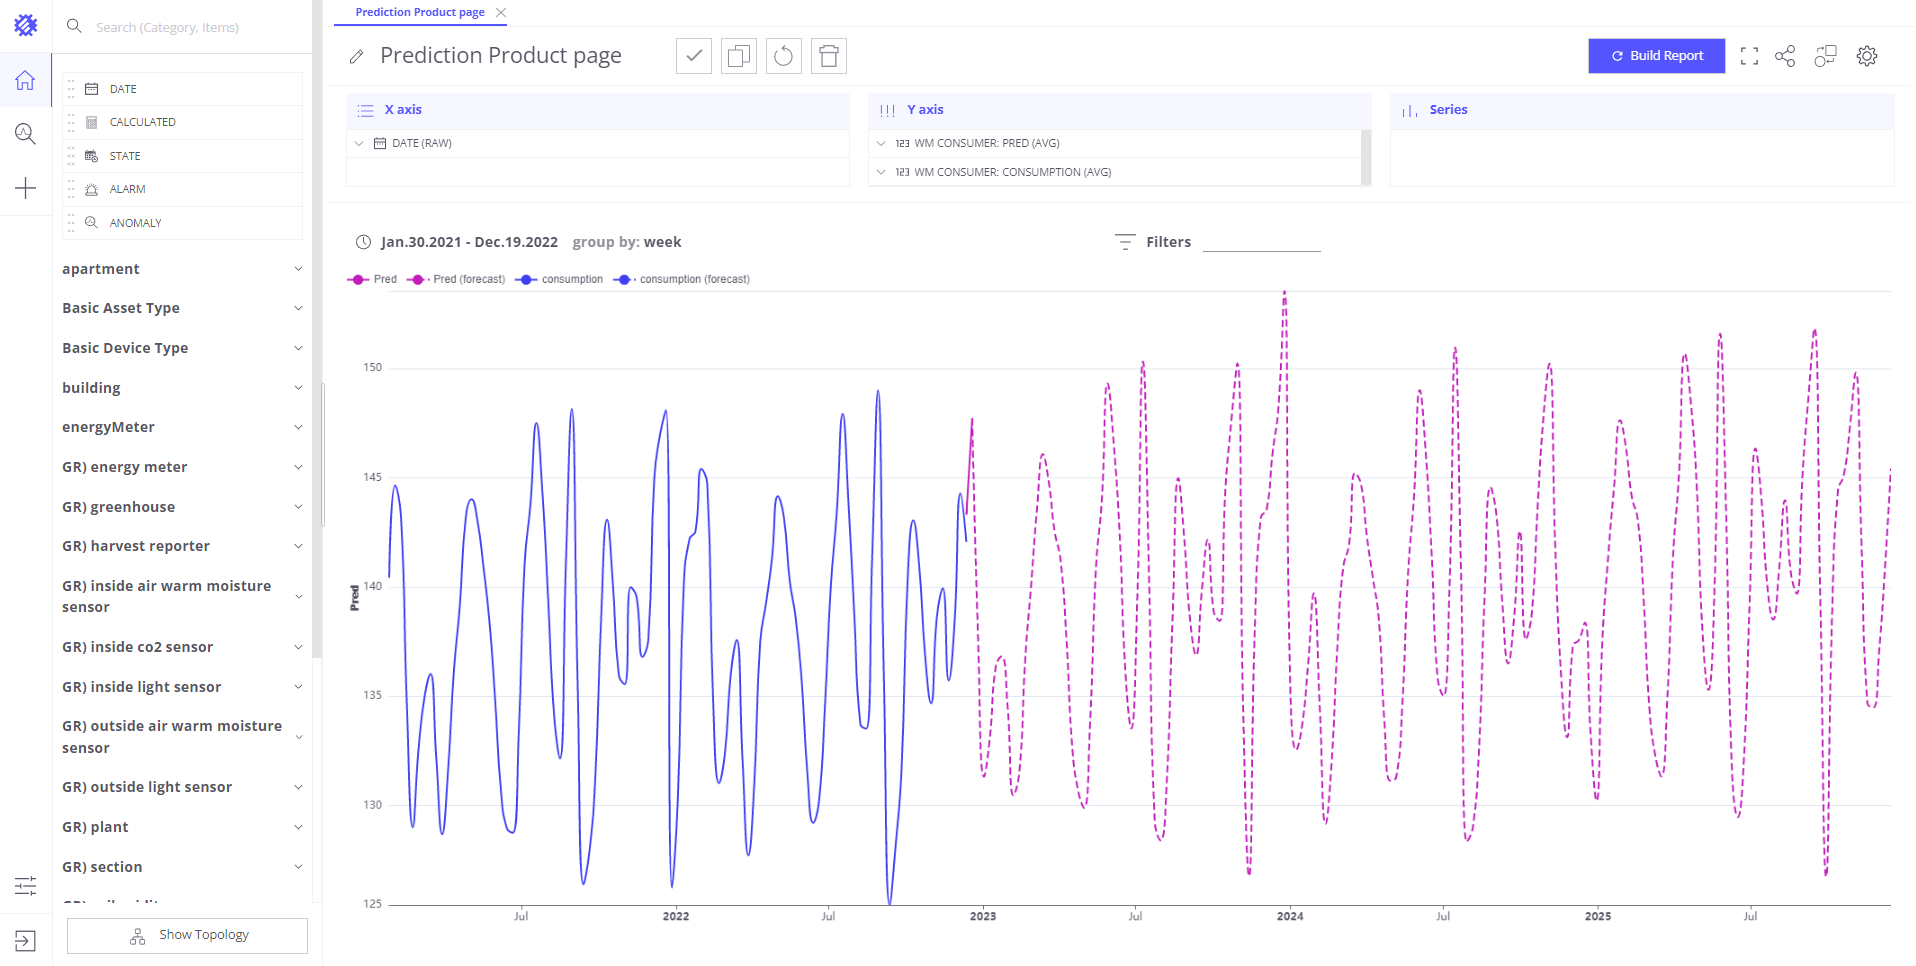 Prediction Product page
Search (Category, Items)
Prediction Product page
Build Report
DATE
CALCULATED
STATE
ALARM
ANOMALY
apartment
Basic Asset Type
Basic Device Type
building
energyMeter
GR) energy meter
GR) greenhouse
GR) harvest reporter
GR) inside air warm moisture
sensor
GR) inside co2 sensor
GR) inside light sensor
GR) outside air warm moisture
sensor
GR) outside light sensor
GR) plant
GR) section
Show Topology
X axis
DATE (RAW)
Y axis
123 WM CONSUMER: PRED (AVG)
123 WM CONSUMER: CONSUMPTION (AVG)
Series
Jan.30.2021 - Dec.19.2022 group by: week
Filters
Pred Pred (forecast) consumption consumption (forecast)
Pred
150
145
140
135
130
125
Jul 2022 Jul 2023 Jul 2024 Jul 2025 Jul